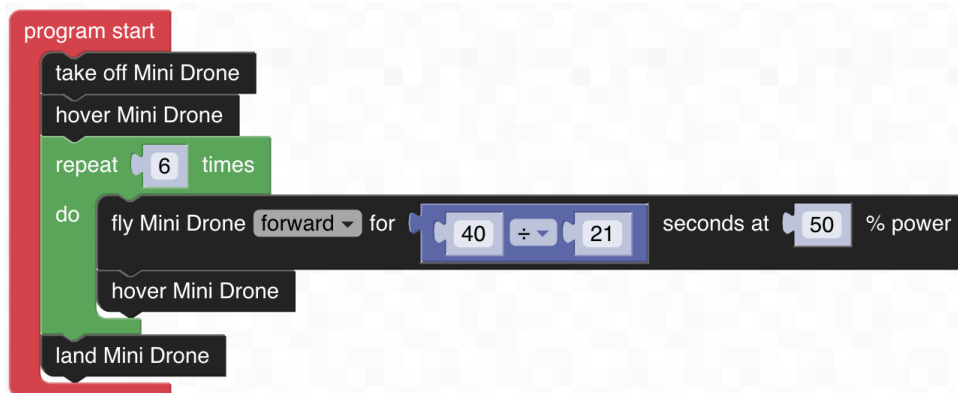 program start
take off Mini Drone
hover Mini Drone
repeat 6 times
do fly Mini Drone forward for 40 ÷ 21 seconds at 50 % power
hover Mini Drone
land Mini Drone